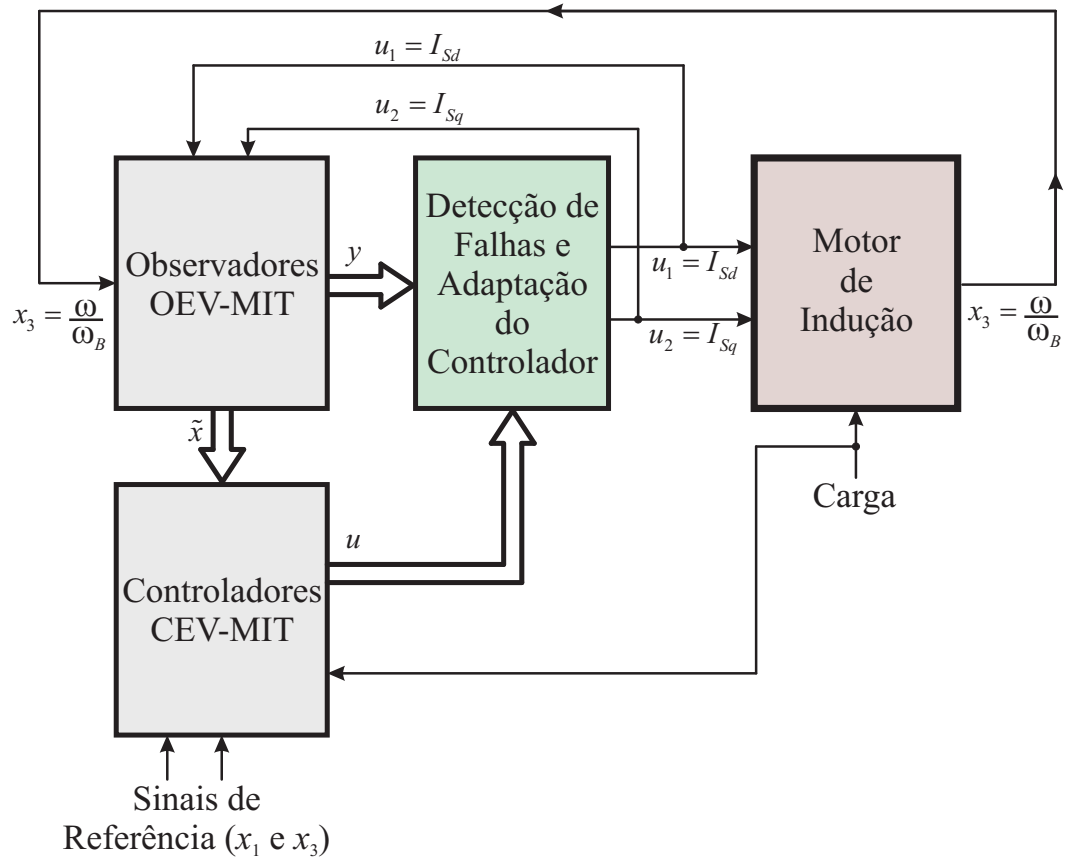 u₁ = I_Sd
u₂ = I_Sq
Observadores
OEV-MIT
y
Detecção de
Falhas e
Adaptação
do
Controlador
u₁ = I_Sd
u₂ = I_Sq
Motor
de
Indução
x₃ = ω/ω_B
x₃ = ω/ω_B
x̃
Carga
Controladores
CEV-MIT
u
Sinais de
Referência (x₁ e x₃)